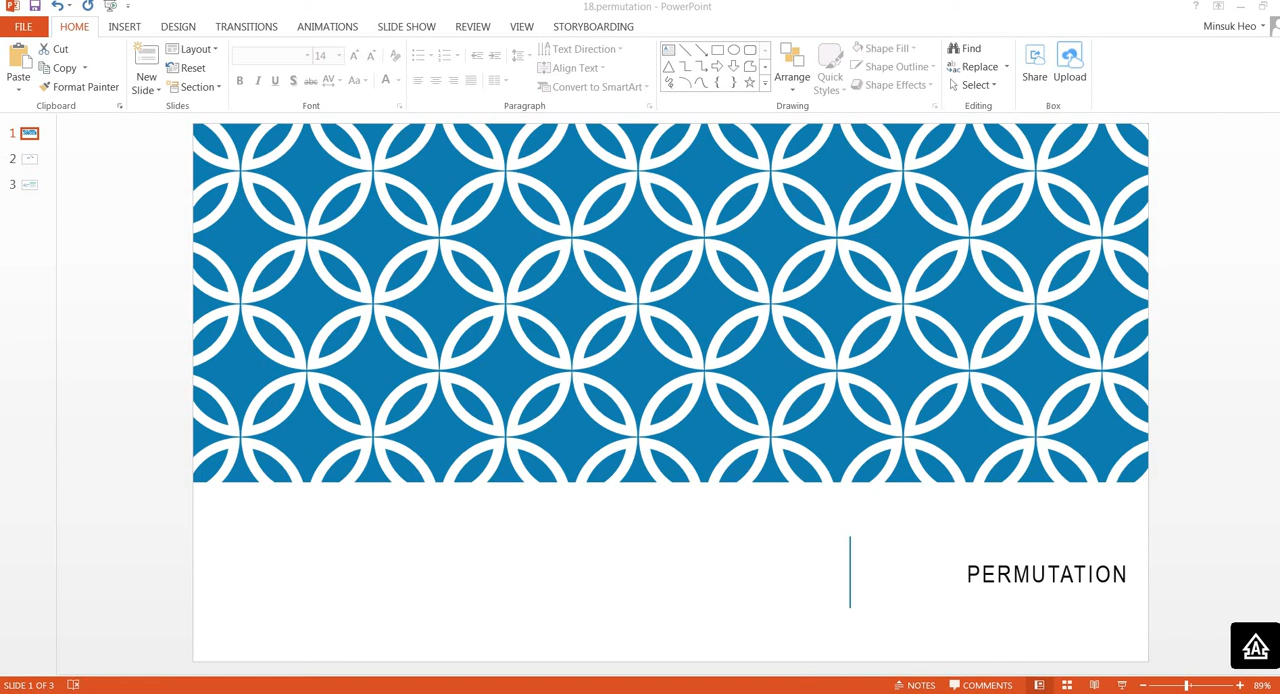 18.permutation - PowerPoint
FILE HOME INSERT DESIGN TRANSITIONS ANIMATIONS SLIDE SHOW REVIEW VIEW STORYBOARDING Minsuk Heo
Paste Cut Copy Format Painter Clipboard
New Slide Layout Reset Section Slides
14 B I U S abc AV Aa A Font
Text Direction Align Text Convert to SmartArt Paragraph
Arrange Quick Styles Shape Fill Shape Outline Shape Effects Drawing
Find Replace Select Editing
Share Upload Box
1
2
3
PERMUTATION
A
SLIDE 1 OF 3 NOTES COMMENTS 89%